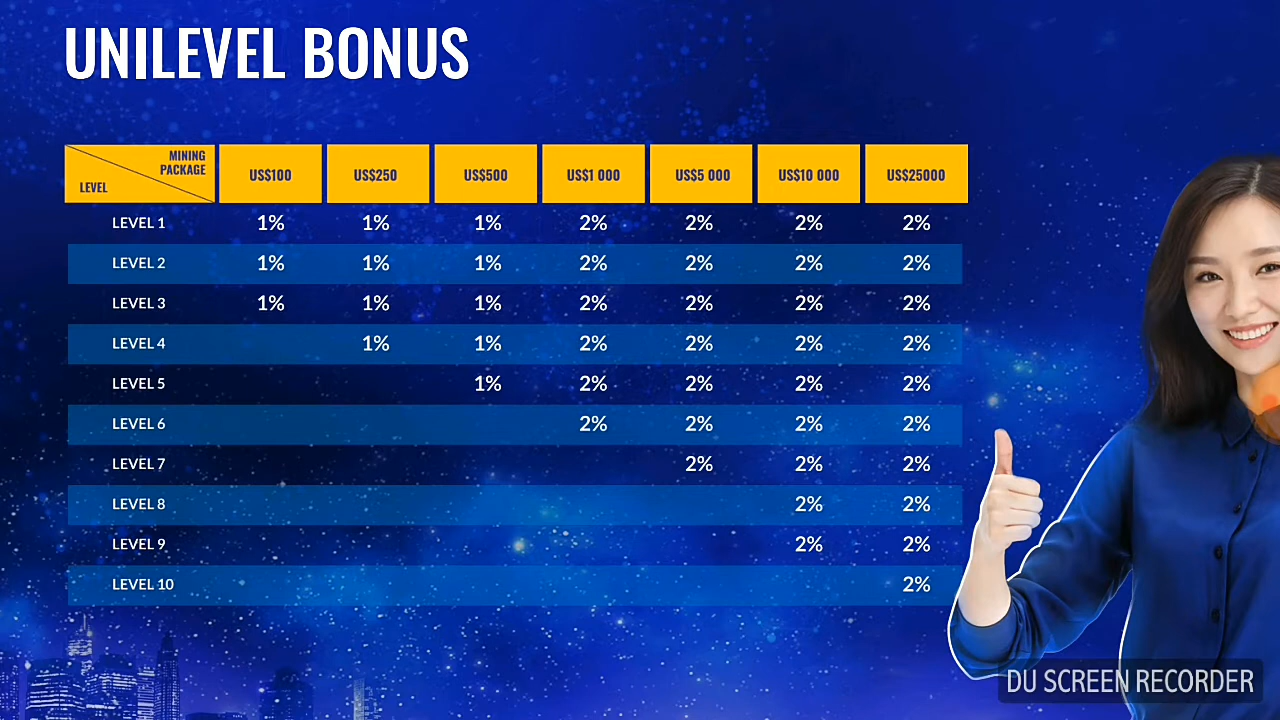 UNILEVEL BONUS
MINING
PACKAGE
LEVEL
US$100 US$250 US$500 US$1 000 US$5 000 US$10 000 US$25000
LEVEL 1 1% 1% 1% 2% 2% 2% 2%
LEVEL 2 1% 1% 1% 2% 2% 2% 2%
LEVEL 3 1% 1% 1% 2% 2% 2% 2%
LEVEL 4 1% 1% 2% 2% 2% 2%
LEVEL 5 1% 2% 2% 2% 2%
LEVEL 6 2% 2% 2% 2%
LEVEL 7 2% 2% 2%
LEVEL 8 2% 2%
LEVEL 9 2% 2%
LEVEL 10 2%
DU SCREEN RECORDER